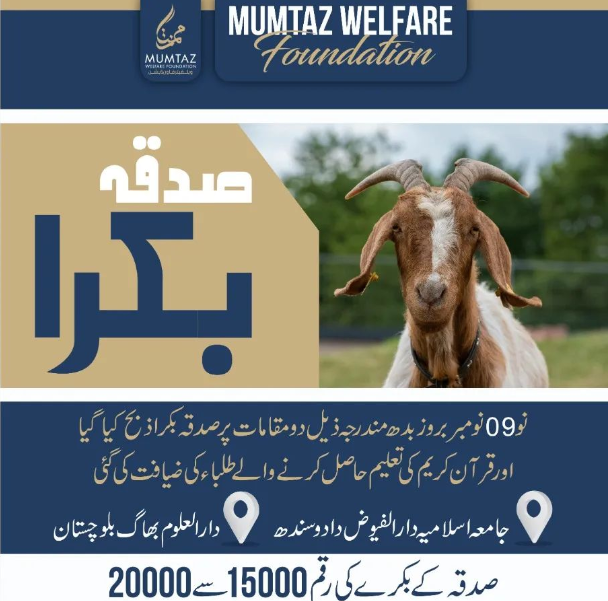 MUMTAZ WELFARE
Foundation
MUMTAZ
WELFARE FOUNDATION
صدقہ
بکرا
نو09نومبر بروز بدھ مندرجہ ذیل دو مقامات پر صدقہ بکرا ذبح کیا گیا
اور قرآن کریم کی تعلیم حاصل کرنے والے طلباء کی ضیافت کی گئی
جامعہ اسلامیہ دارالفیوض دادو سندھ
دارالعلوم بھاگ بلوچستان
صدقہ کے بکرے کی رقم 15000 سے 20000